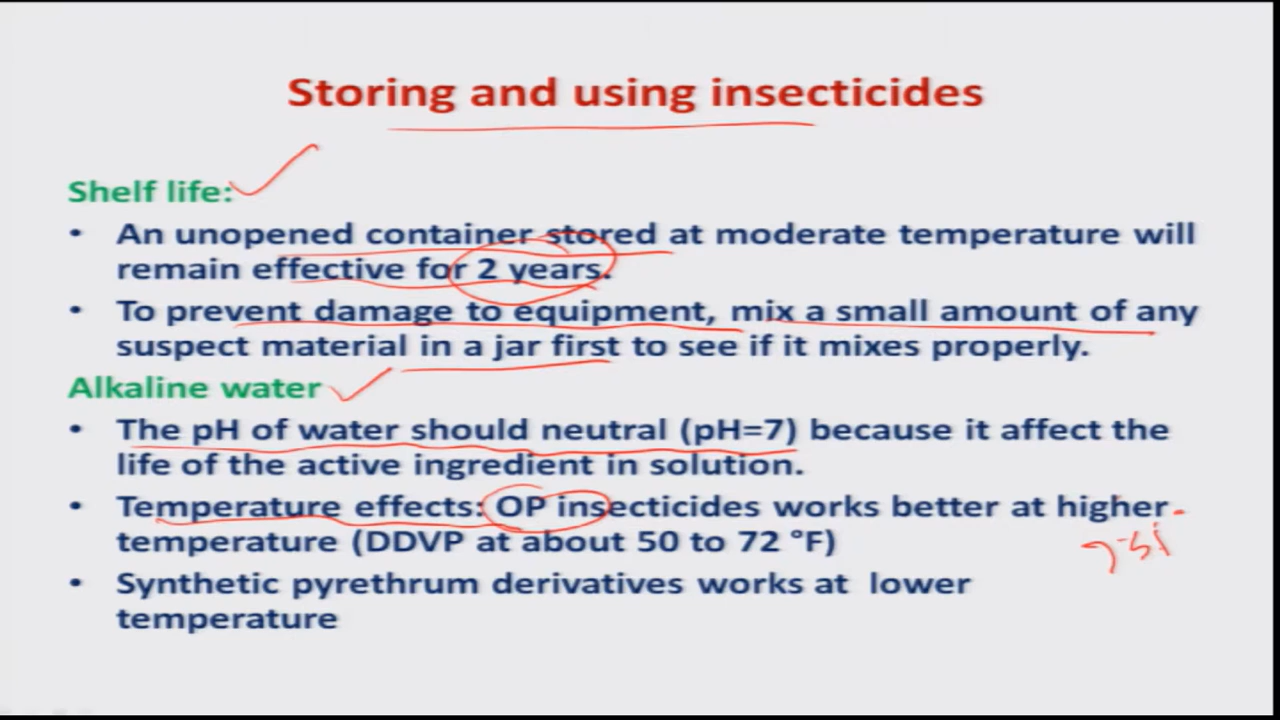 Storing and using insecticides
Shelf life:
• An unopened container stored at moderate temperature will
remain effective for 2 years.
• To prevent damage to equipment, mix a small amount of any
suspect material in a jar first to see if it mixes properly.
Alkaline water
• The pH of water should neutral (pH=7) because it affect the
life of the active ingredient in solution.
• Temperature effects: OP insecticides works better at higher
temperature (DDVP at about 50 to 72 °F)
• Synthetic pyrethrum derivatives works at lower
temperature